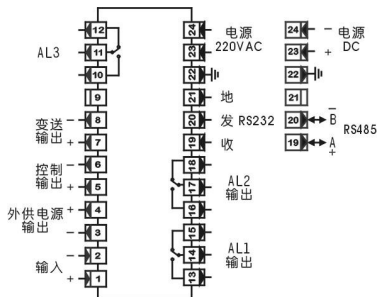 12 24 电源 24 − 电源
AL3 11 23 220VAC 23 + DC
10 22 22
9 21 地 21
变送 − 8 20 发 RS232 20 B̅ RS485
输出 + 7 19 收 19 A +
控制 − 6 18
输出 + 5 17 AL2 输出
外供电源 + 4 16
输出 − 3 15
− 2 14 AL1 输出
输入 + 1 13